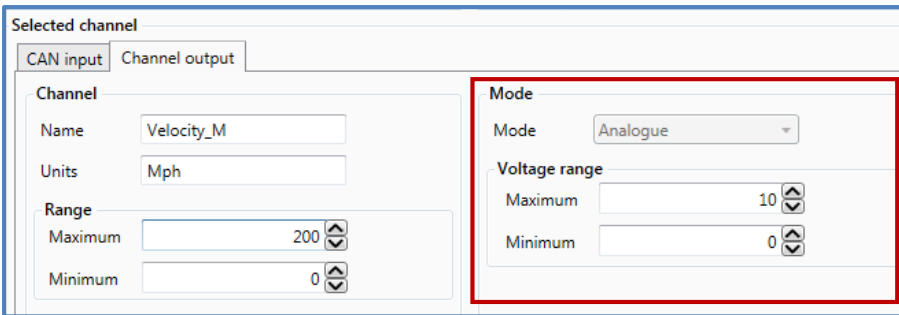 Selected channel
CAN input Channel output
Channel
Name Velocity_M
Units Mph
Range
Maximum 200
Minimum 0
Mode
Mode Analogue
Voltage range
Maximum 10
Minimum 0